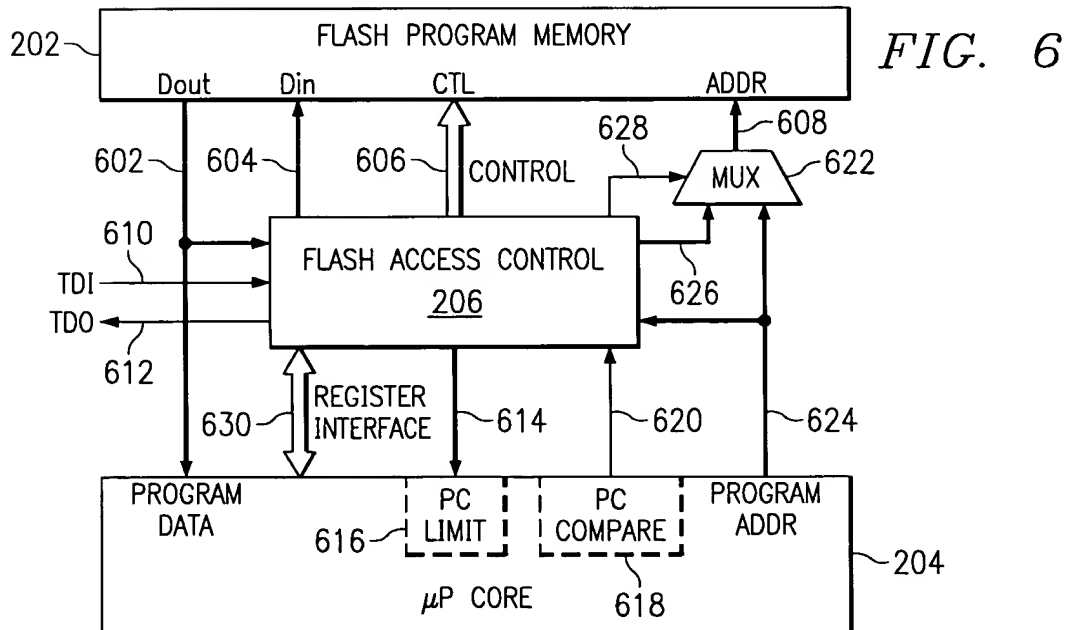 FIG. 6
202
FLASH PROGRAM MEMORY
Dout
Din
CTL
ADDR
602
604
606
CONTROL
628
608
MUX
622
610
TDI
FLASH ACCESS CONTROL
206
626
TDO
612
630
REGISTER
INTERFACE
614
620
624
PROGRAM
DATA
616
PC
LIMIT
PC
COMPARE
PROGRAM
ADDR
204
618
μP CORE